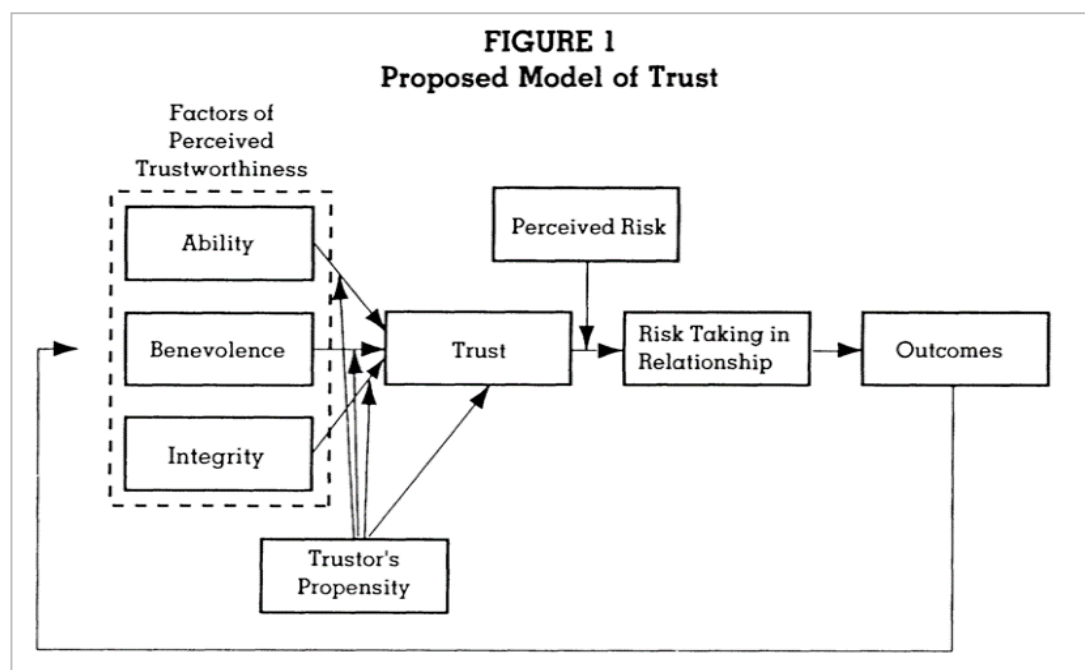 FIGURE 1
Proposed Model of Trust
Factors of
Perceived
Trustworthiness
Ability
Benevolence
Integrity
Trustor's
Propensity
Trust
Perceived Risk
Risk Taking in
Relationship
Outcomes